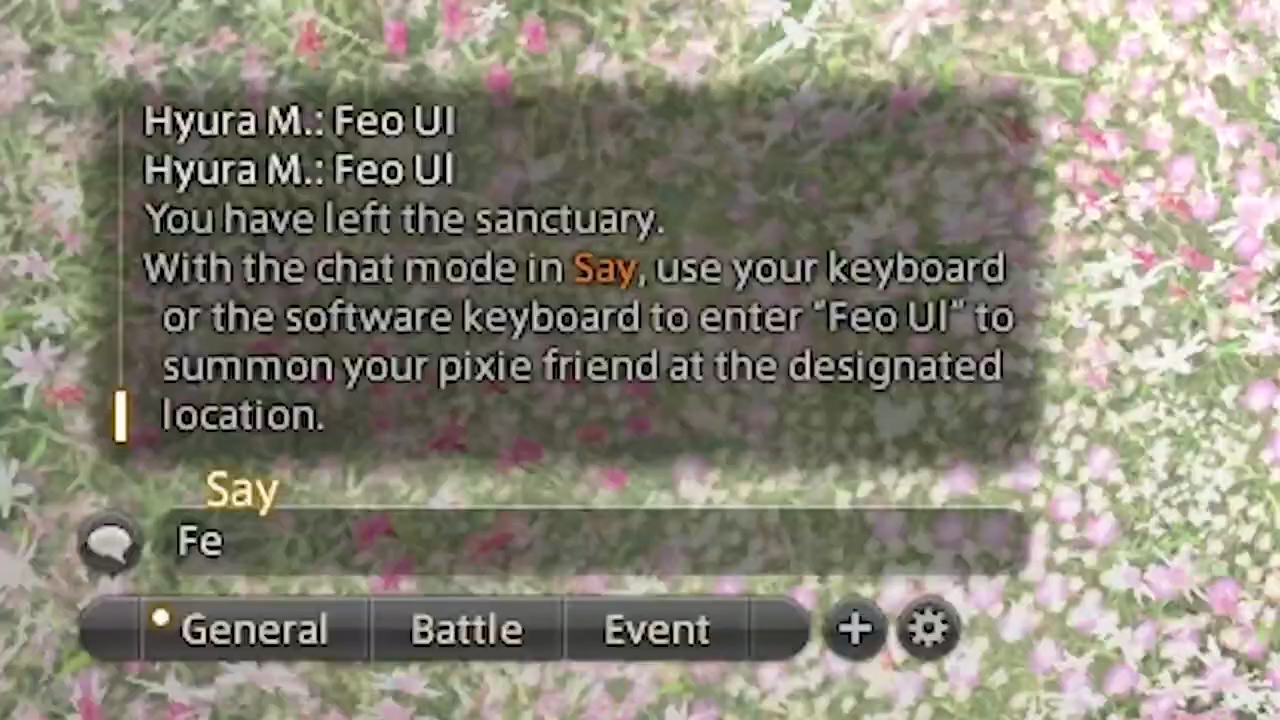 Hyura M.: Feo Ul
Hyura M.: Feo Ul
You have left the sanctuary.
With the chat mode in Say, use your keyboard
or the software keyboard to enter “Feo Ul” to
summon your pixie friend at the designated
location.
Say
Fe
General Battle Event